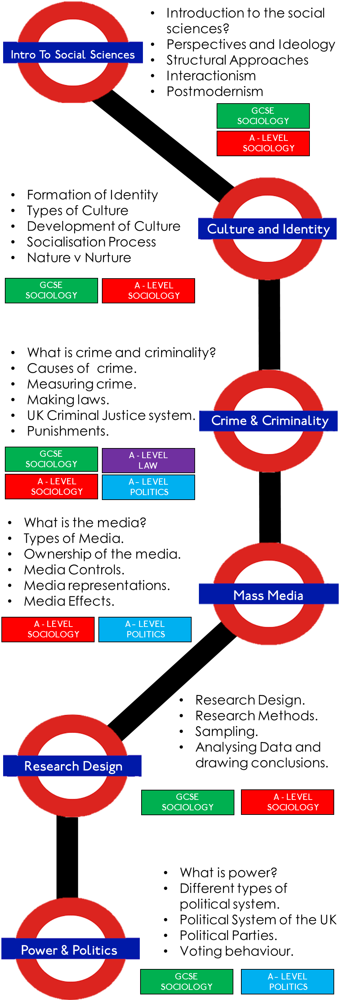 Intro To Social Sciences
• Introduction to the social
sciences?
• Perspectives and Ideology
• Structural Approaches
• Interactionism
• Postmodernism
GCSE
SOCIOLOGY
A - LEVEL
SOCIOLOGY
Culture and Identity
• Formation of Identity
• Types of Culture
• Development of Culture
• Socialisation Process
• Nature v Nurture
GCSE
SOCIOLOGY
A - LEVEL
SOCIOLOGY
Crime & Criminality
• What is crime and criminality?
• Causes of  crime.
• Measuring crime.
• Making laws.
• UK Criminal Justice system.
• Punishments.
GCSE
SOCIOLOGY
A - LEVEL
LAW
A - LEVEL
SOCIOLOGY
A – LEVEL
POLITICS
Mass Media
• What is the media?
• Types of Media.
• Ownership of the media.
• Media Controls.
• Media representations.
• Media Effects.
A - LEVEL
SOCIOLOGY
A – LEVEL
POLITICS
Research Design
• Research Design.
• Research Methods.
• Sampling.
• Analysing Data and
drawing conclusions.
GCSE
SOCIOLOGY
A - LEVEL
SOCIOLOGY
Power & Politics
• What is power?
• Different types of
political system.
• Political System of the UK
• Political Parties.
• Voting behaviour.
GCSE
SOCIOLOGY
A – LEVEL
POLITICS